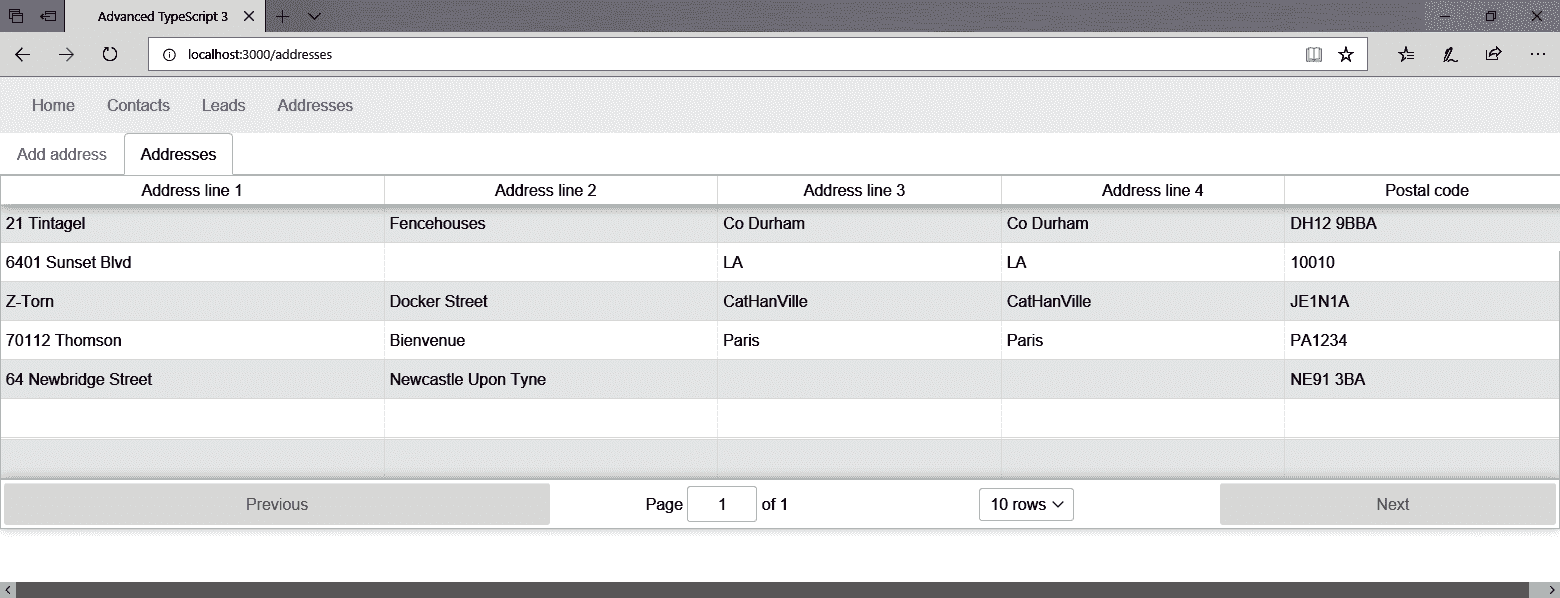 Advanced TypeScript 3
localhost:3000/addresses
Home Contacts Leads Addresses
Add address Addresses
Address line 1 Address line 2 Address line 3 Address line 4 Postal code
21 Tintagel Fencehouses Co Durham Co Durham DH12 9BBA
6401 Sunset Blvd LA LA 10010
Z-Torn Docker Street CatHanVille CatHanVille JE1N1A
70112 Thomson Bienvenue Paris Paris PA1234
64 Newbridge Street Newcastle Upon Tyne NE91 3BA
Previous Page 1 of 1 10 rows Next